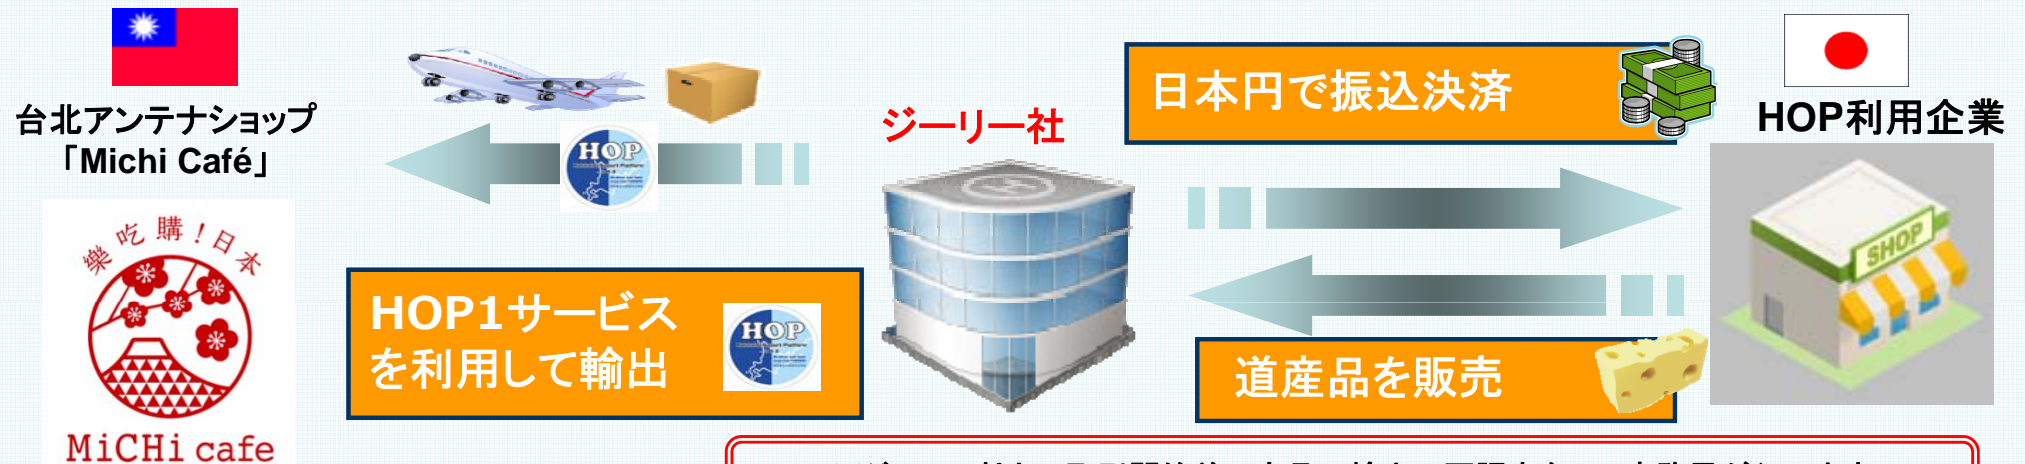 台北アンテナショップ
「Michi Café」
樂吃購！日本
MiCHi cafe
HOP
HOP1サービス
を利用して輸出
HOP
ジーリー社
日本円で振込決済
HOP利用企業
SHOP
道産品を販売